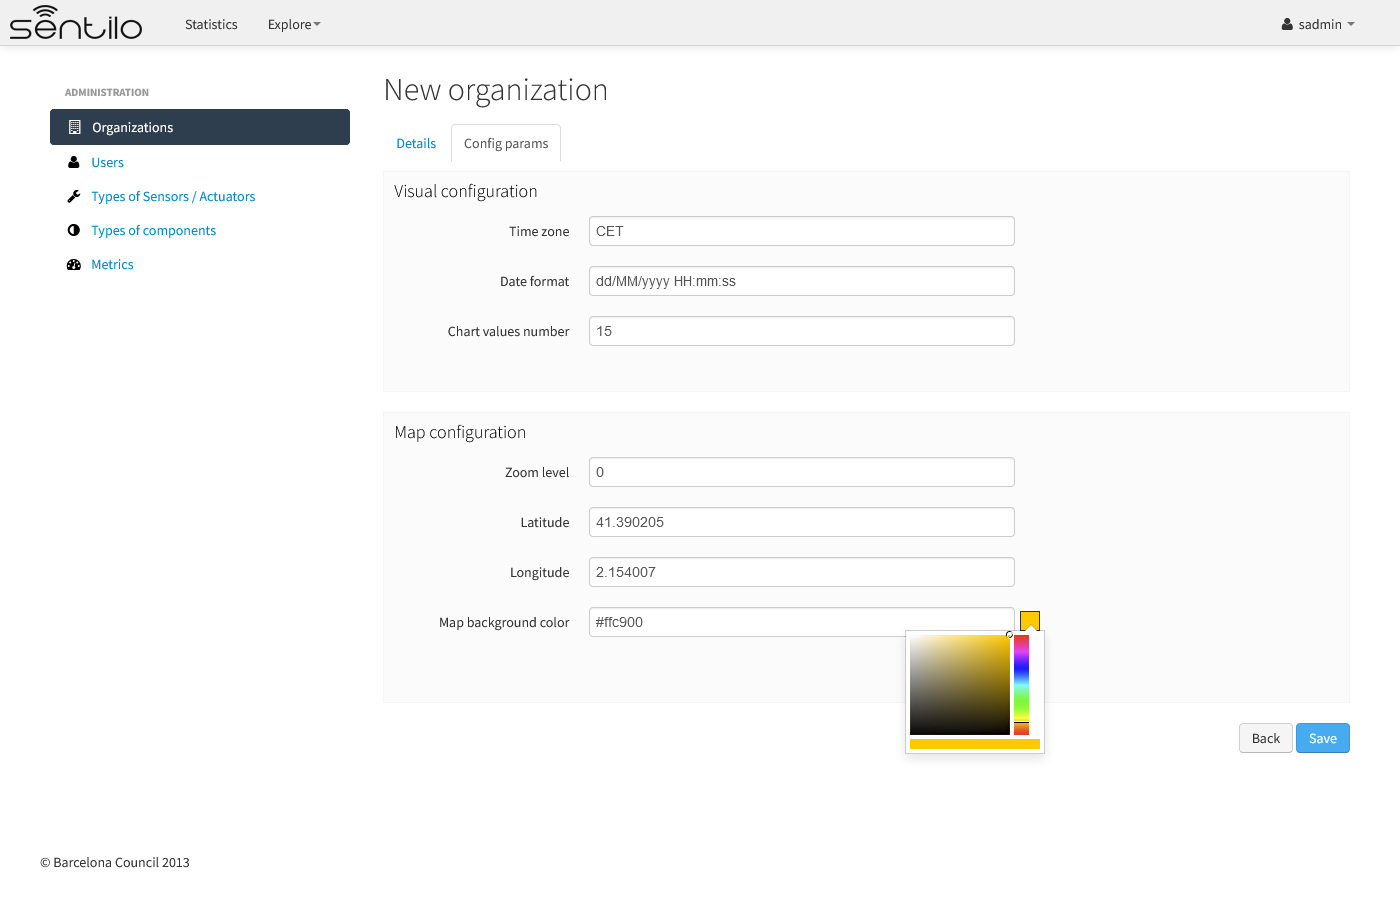 sentilo
Statistics
Explore
sadmin
ADMINISTRATION
Organizations
Users
Types of Sensors / Actuators
Types of components
Metrics
New organization
Details
Config params
Visual configuration
Time zone
CET
Date format
dd/MM/yyyy HH:mm:ss
Chart values number
15
Map configuration
Zoom level
0
Latitude
41.390205
Longitude
2.154007
Map background color
#ffc900
Back
Save
© Barcelona Council 2013